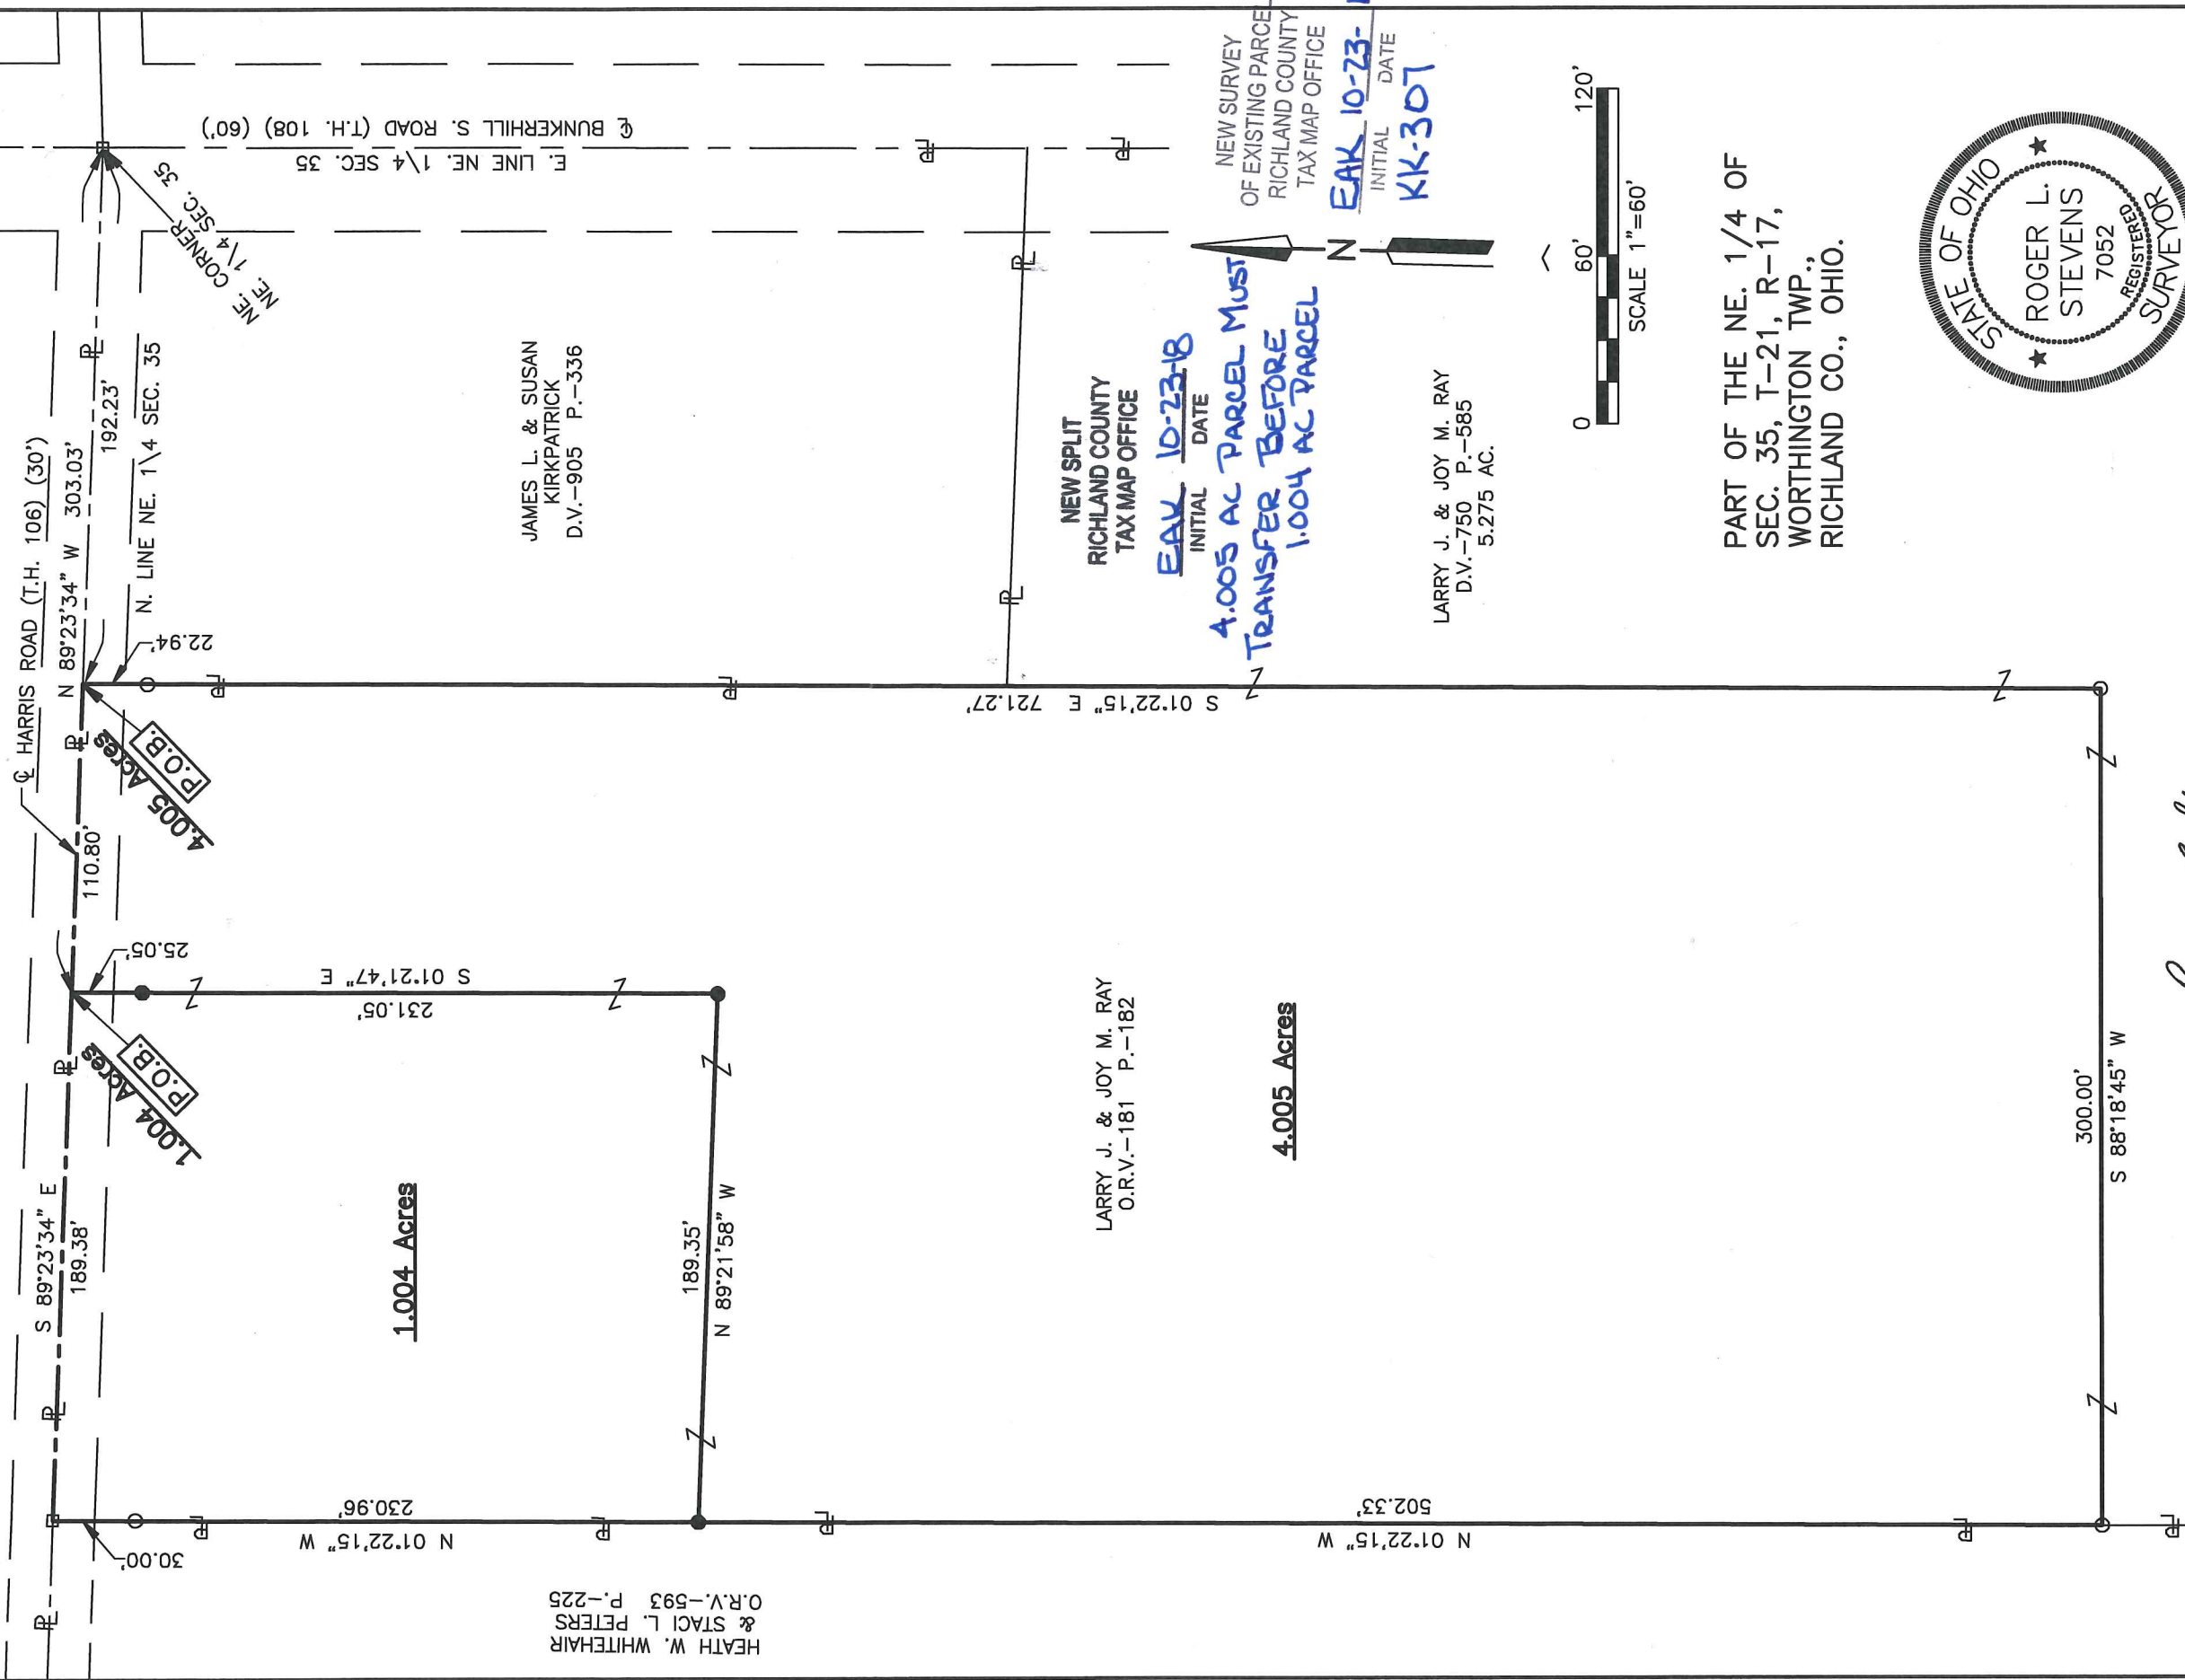 ℄ HARRIS ROAD (T.H. 106) (30')
N 89°23'34" W 303.03'
192.23'
N. LINE NE. 1\4 SEC. 35
22.94'
NE. CORNER
NE. 1\4 SEC. 35
℄ BUNKERHILL S. ROAD (T.H. 108) (60')
E. LINE NE. 1\4 SEC. 35
110.80'
P.O.B.
4.005 Acres
25.05'
P.O.B.
1.004 Acres
S 89°23'34" E
189.38'
30.00'
N 01°22'15" W
230.96'
1.004 Acres
S 01°21'47" E
231.05'
189.35'
N 89°21'58" W
HEATH W. WHITEHAIR
& STACI L. PETERS
O.R.V.-593 P.-225
JAMES L. & SUSAN
KIRKPATRICK
D.V.-905 P.-336
S 01°22'15" E 721.27'
NEW SPLIT
RICHLAND COUNTY
TAX MAP OFFICE
EAK 10-23-18
INITIAL DATE
4.005 AC PARCEL MUST
TRANSFER BEFORE
1.004 AC PARCEL
NEW SURVEY
OF EXISTING PARCEL
RICHLAND COUNTY
TAX MAP OFFICE
EAK 10-23-
INITIAL DATE
KK-307
N
LARRY J. & JOY M. RAY
D.V.-750 P.-585
5.275 AC.
LARRY J. & JOY M. RAY
O.R.V.-181 P.-182
4.005 Acres
N 01°22'15" W
502.33'
300.00'
S 88°18'45" W
0 60' 120'
SCALE 1"=60'
PART OF THE NE. 1/4 OF
SEC. 35, T-21, R-17,
WORTHINGTON TWP.,
RICHLAND CO., OHIO.
STATE OF OHIO
ROGER L.
STEVENS
7052
REGISTERED
SURVEYOR